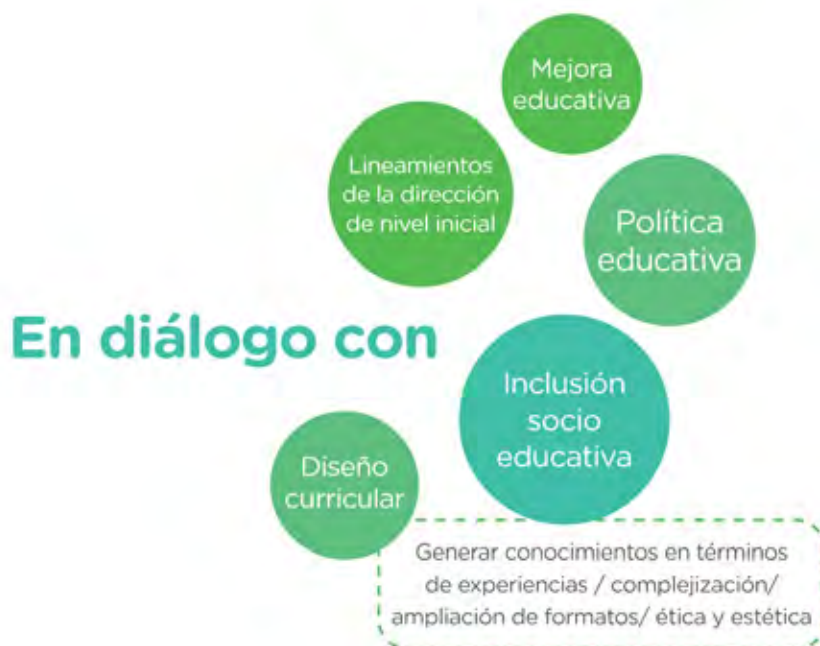 Mejora
educativa
Lineamientos
de la dirección
de nivel inicial
Política
educativa
En diálogo con
Inclusión
socio
educativa
Diseño
curricular
Generar conocimientos en términos
de experiencias / complejización/
ampliación de formatos/ ética y estética